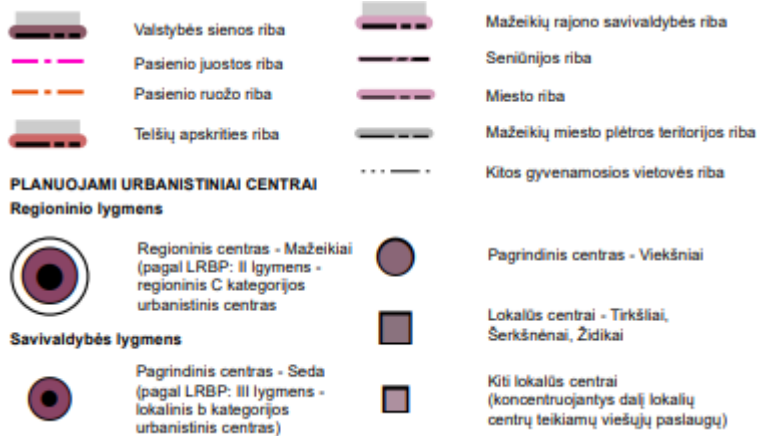 Valstybės sienos riba
Pasienio juostos riba
Pasienio ruožo riba
Telšių apskrities riba
Mažeikių rajono savivaldybės riba
Seniūnijos riba
Miesto riba
Mažeikių miesto plėtros teritorijos riba
Kitos gyvenamosios vietovės riba
PLANUOJAMI URBANISTINIAI CENTRAI
Regioninio lygmens
Regioninis centras - Mažeikiai
(pagal LRBP: II lgymens -
regioninis C kategorijos
urbanistinis centras
Savivaldybės lygmens
Pagrindinis centras - Seda
(pagal LRBP: III lygmens -
lokalinis b kategorijos
urbanistinis centras)
Pagrindinis centras - Viekšniai
Lokalūs centrai - Tirkšliai,
Šerkšnėnai, Židikai
Kiti lokalūs centrai
(koncentruojantys dalį lokalių
centrų teikiamų viešųjų paslaugų)